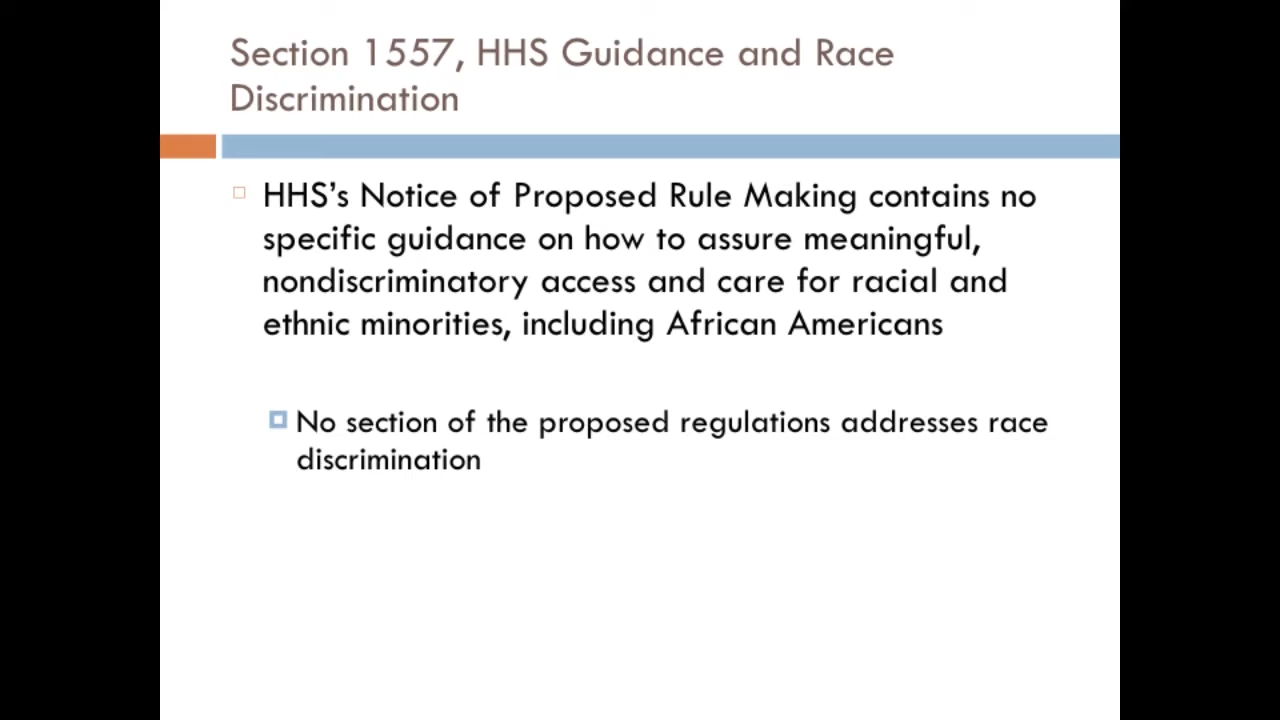 Section 1557, HHS Guidance and Race
Discrimination
HHS’s Notice of Proposed Rule Making contains no
specific guidance on how to assure meaningful,
nondiscriminatory access and care for racial and
ethnic minorities, including African Americans
No section of the proposed regulations addresses race
discrimination